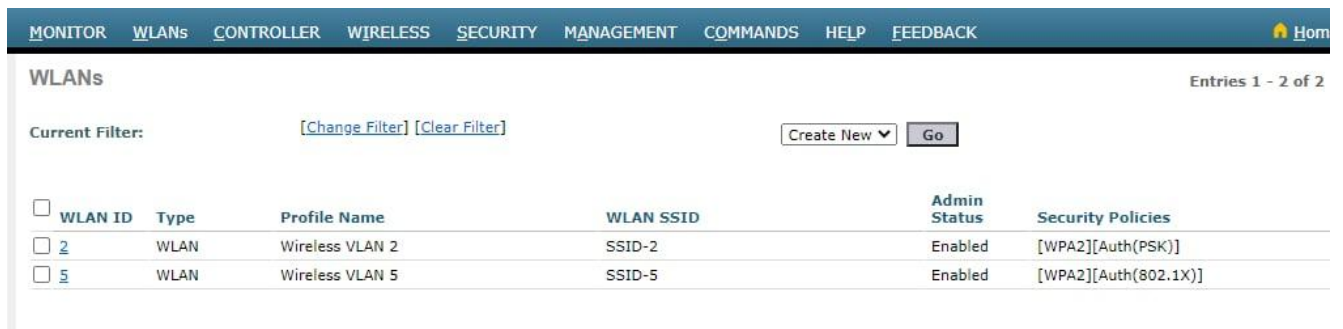 MONITOR WLANs CONTROLLER WIRELESS SECURITY MANAGEMENT COMMANDS HELP FEEDBACK
WLANs Entries 1 - 2 of 2
Current Filter: [Change Filter] [Clear Filter] Create New Go
WLAN ID Type Profile Name WLAN SSID Admin Status Security Policies
2 WLAN Wireless VLAN 2 SSID-2 Enabled [WPA2][Auth(PSK)]
5 WLAN Wireless VLAN 5 SSID-5 Enabled [WPA2][Auth(802.1X)]